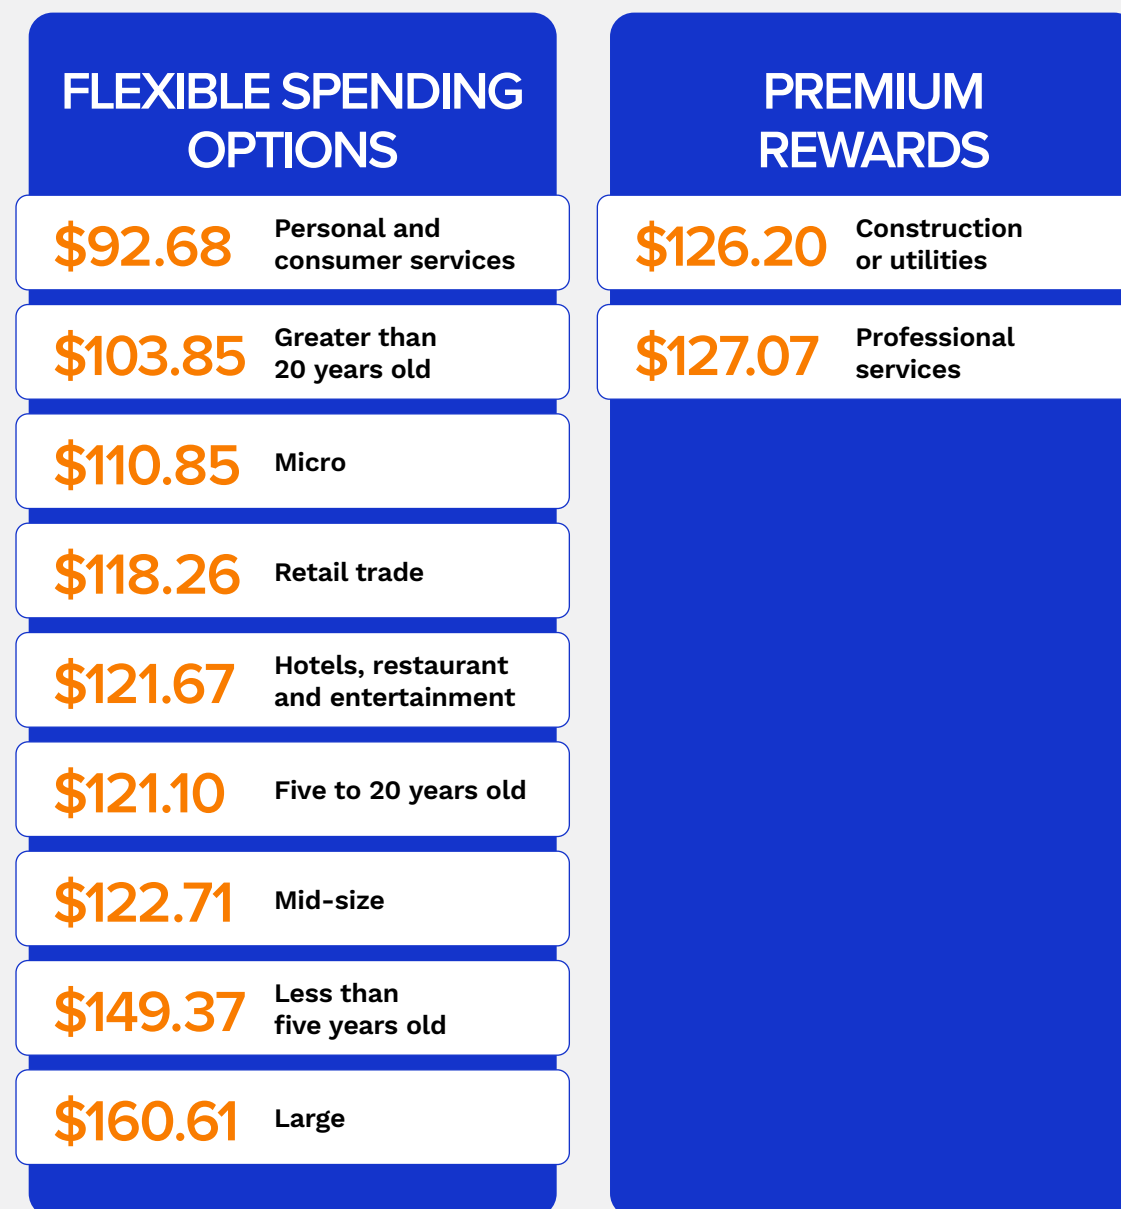 FLEXIBLE SPENDING
OPTIONS
$92.68
Personal and
consumer services
$103.85
Greater than
20 years old
$110.85
Micro
$118.26
Retail trade
$121.67
Hotels, restaurant
and entertainment
$121.10
Five to 20 years old
$122.71
Mid-size
$149.37
Less than
five years old
$160.61
Large
PREMIUM
REWARDS
$126.20
Construction
or utilities
$127.07
Professional
services